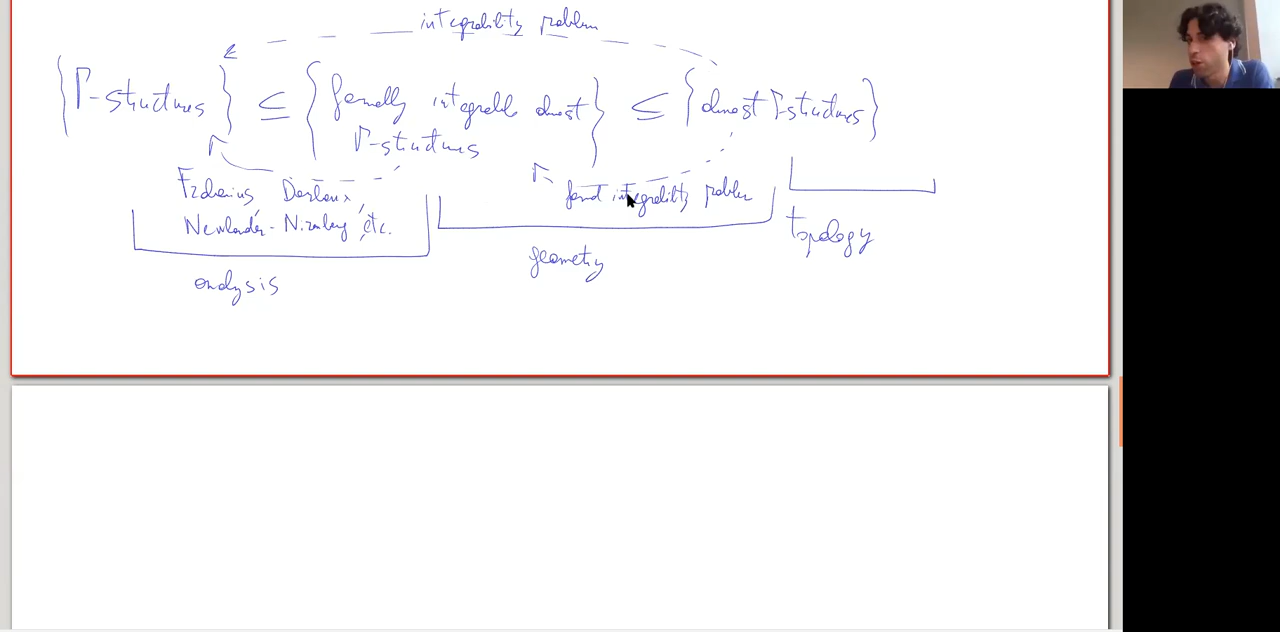 integrability problem
{Γ-structures} ⊆ {formally integrable almost Γ-structures} ⊆ {almost Γ-structures}
Frobenius, Darboux,
Newlander-Nirenberg, etc.
formal integrability problem
analysis
geometry
topology